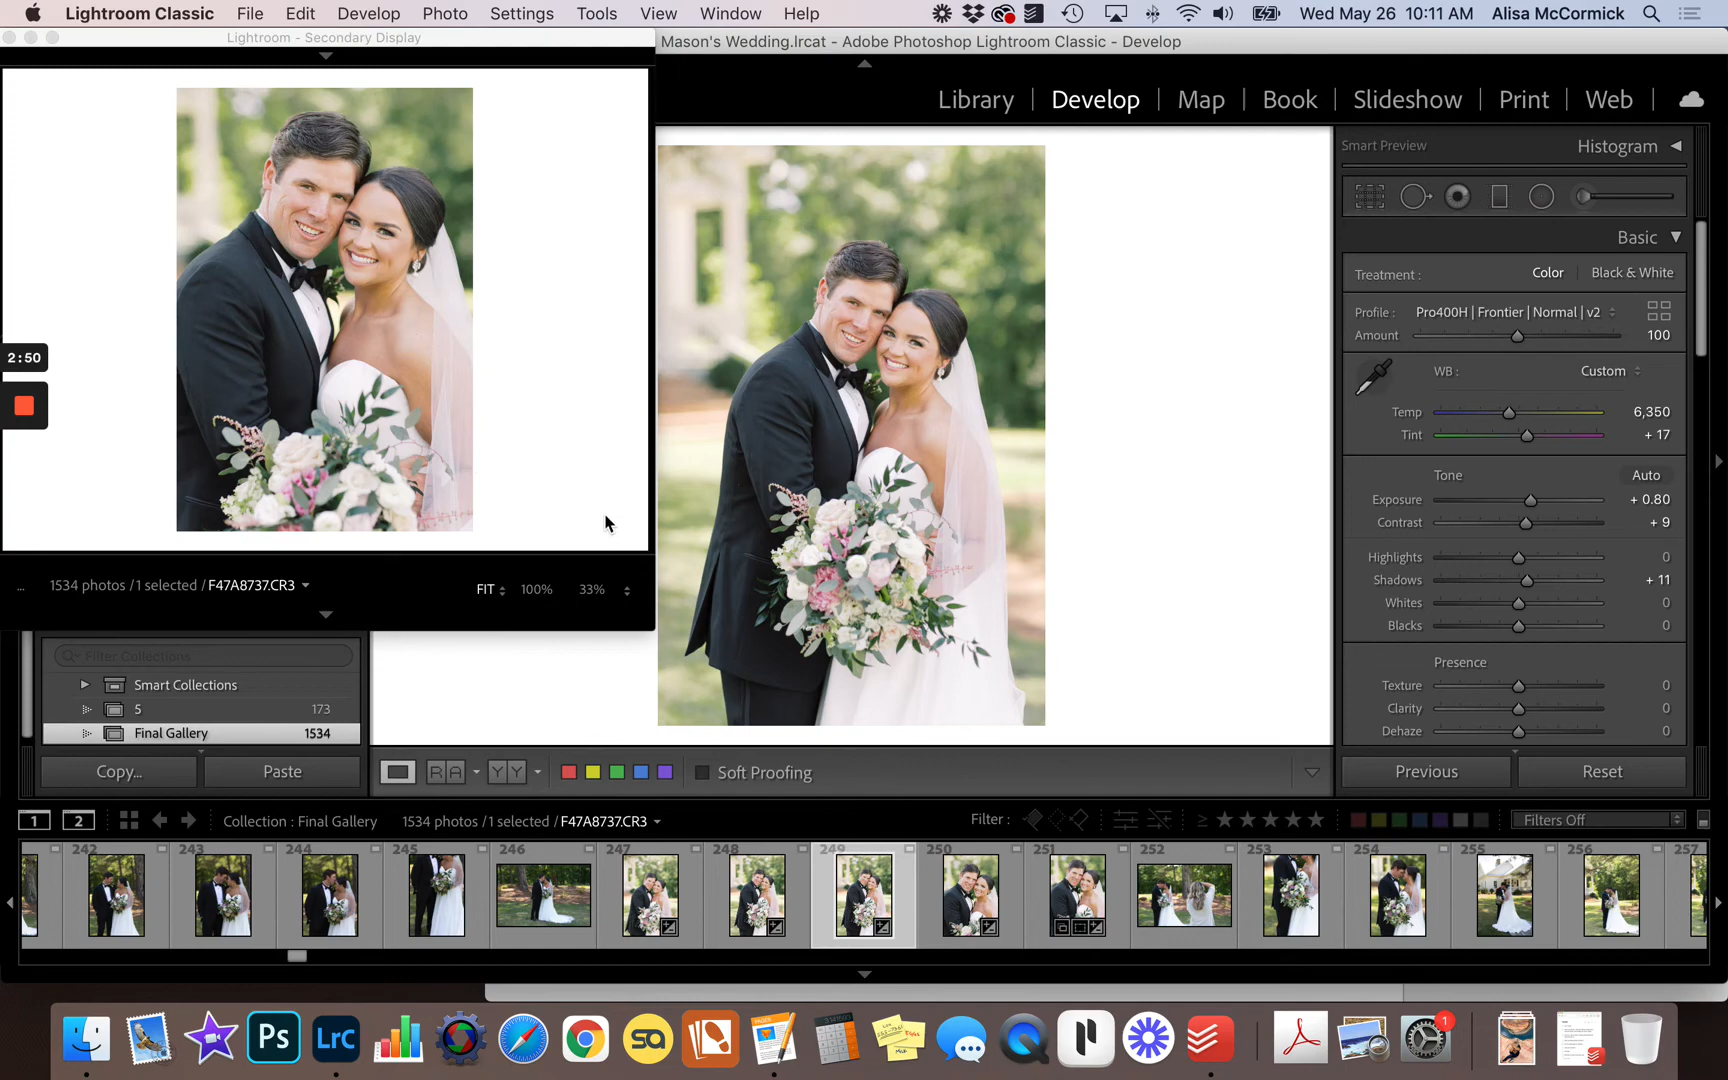 Lightroom Classic File Edit Develop Photo Settings Tools View Window Help Wed May 26 10:11 AM Alisa McCormick
Lightroom - Secondary Display
Mason's Wedding.lrcat - Adobe Photoshop Lightroom Classic - Develop
Library | Develop | Map | Book | Slideshow | Print | Web |
Smart Preview Histogram
Basic
Treatment : Color Black & White
Profile : Pro400H | Frontier | Normal | v2
Amount 100
2:50
WB : Custom
Temp 6,350
Tint + 17
Tone Auto
Exposure + 0.80
Contrast + 9
Highlights 0
Shadows + 11
Whites 0
Blacks 0
... 1534 photos / 1 selected / F47A8737.CR3 FIT 100% 33%
Presence
Texture 0
Clarity 0
Dehaze 0
Filter Collections
Smart Collections
5 173
Final Gallery 1534
Copy... Paste
R A Y Y Soft Proofing
Previous Reset
1 2 Collection : Final Gallery 1534 photos / 1 selected / F47A8737.CR3 Filter : ≥ Filters Off
242 243 244 245 246 247 248 249 250 251 252 253 254 255 256 257
Ps Lrc sa 1